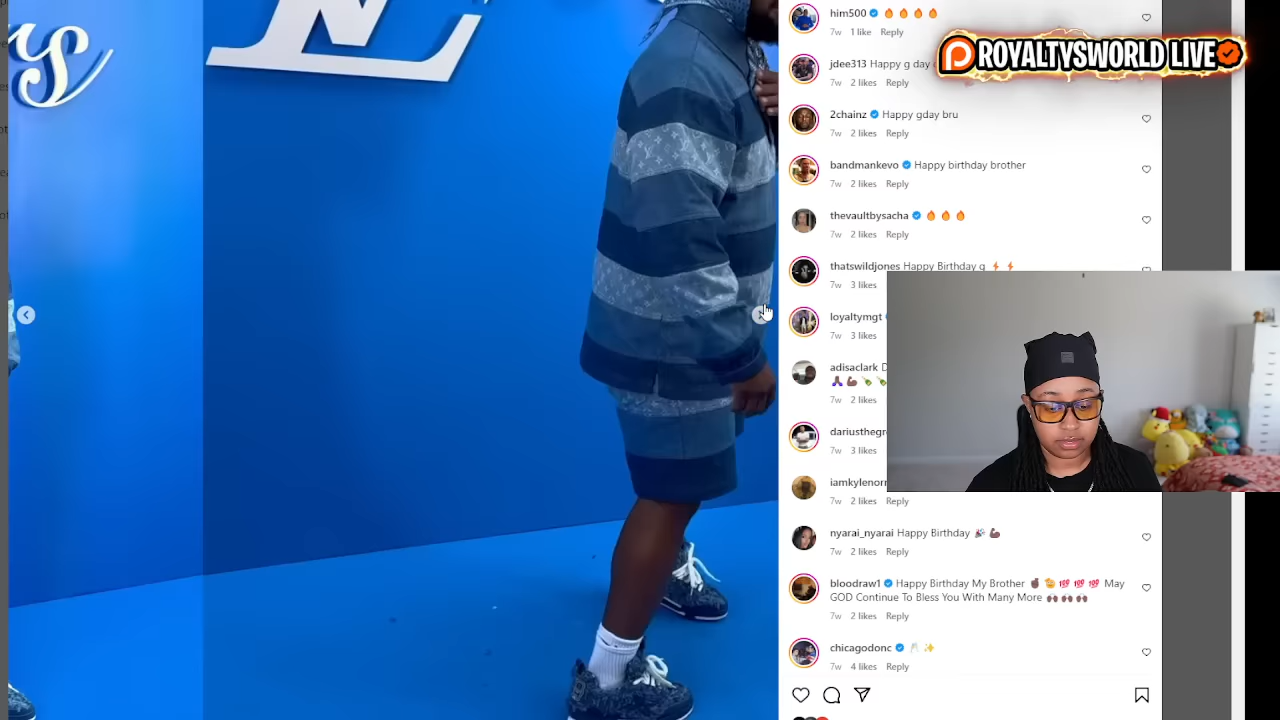 him500
7w 1 like Reply
jdee313 Happy g day
7w 2 likes Reply
2chainz Happy gday bru
7w 2 likes Reply
bandmankevo Happy birthday brother
7w 2 likes Reply
thevaultbysacha
7w 2 likes Reply
thatswildjones Happy Birthday g
7w 3 likes
loyaltymgt
7w 3 likes
adisaclark
7w 2 likes
7w 3 likes
7w 2 likes Reply
nyarai_nyarai Happy Birthday
7w 2 likes Reply
bloodraw1 Happy Birthday My Brother 💯 💯 💯 May
GOD Continue To Bless You With Many More
7w 2 likes Reply
chicagodonc
7w 4 likes Reply
ROYALTYSWORLD LIVE